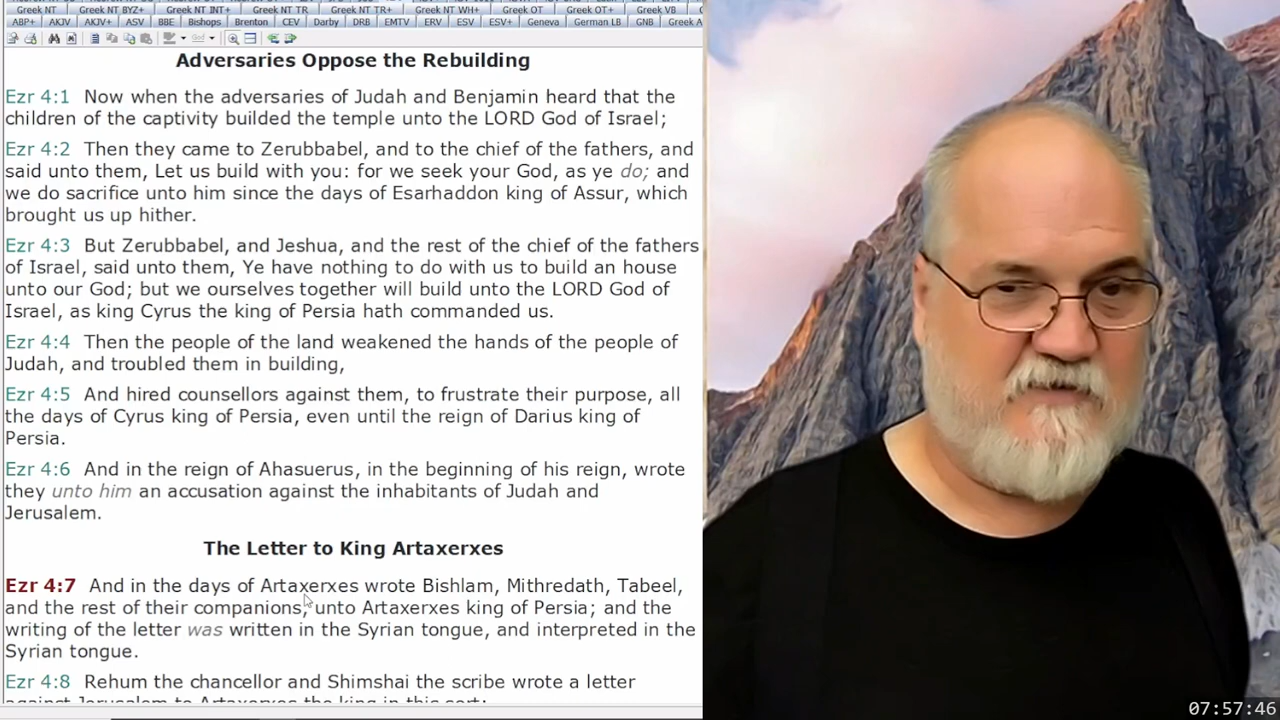 Greek NT Greek NT BYZ+ Greek NT INT+ Greek NT TR Greek NT TR+ Greek NT WH+ Greek OT Greek OT+ Greek VB
ABP+ AKJV AKJV+ ASV BBE Bishops Brenton CEV Darby DRB EMTV ERV ESV ESV+ Geneva German LB GNB Greek A
Adversaries Oppose the Rebuilding
Ezr 4:1 Now when the adversaries of Judah and Benjamin heard that the
children of the captivity builded the temple unto the LORD God of Israel;
Ezr 4:2 Then they came to Zerubbabel, and to the chief of the fathers, and
said unto them, Let us build with you: for we seek your God, as ye do; and
we do sacrifice unto him since the days of Esarhaddon king of Assur, which
brought us up hither.
Ezr 4:3 But Zerubbabel, and Jeshua, and the rest of the chief of the fathers
of Israel, said unto them, Ye have nothing to do with us to build an house
unto our God; but we ourselves together will build unto the LORD God of
Israel, as king Cyrus the king of Persia hath commanded us.
Ezr 4:4 Then the people of the land weakened the hands of the people of
Judah, and troubled them in building,
Ezr 4:5 And hired counsellors against them, to frustrate their purpose, all
the days of Cyrus king of Persia, even until the reign of Darius king of
Persia.
Ezr 4:6 And in the reign of Ahasuerus, in the beginning of his reign, wrote
they unto him an accusation against the inhabitants of Judah and
Jerusalem.
The Letter to King Artaxerxes
Ezr 4:7 And in the days of Artaxerxes wrote Bishlam, Mithredath, Tabeel,
and the rest of their companions, unto Artaxerxes king of Persia; and the
writing of the letter was written in the Syrian tongue, and interpreted in the
Syrian tongue.
Ezr 4:8 Rehum the chancellor and Shimshai the scribe wrote a letter
against Jerusalem to Artaxerxes the king in this sort:
07:57:46